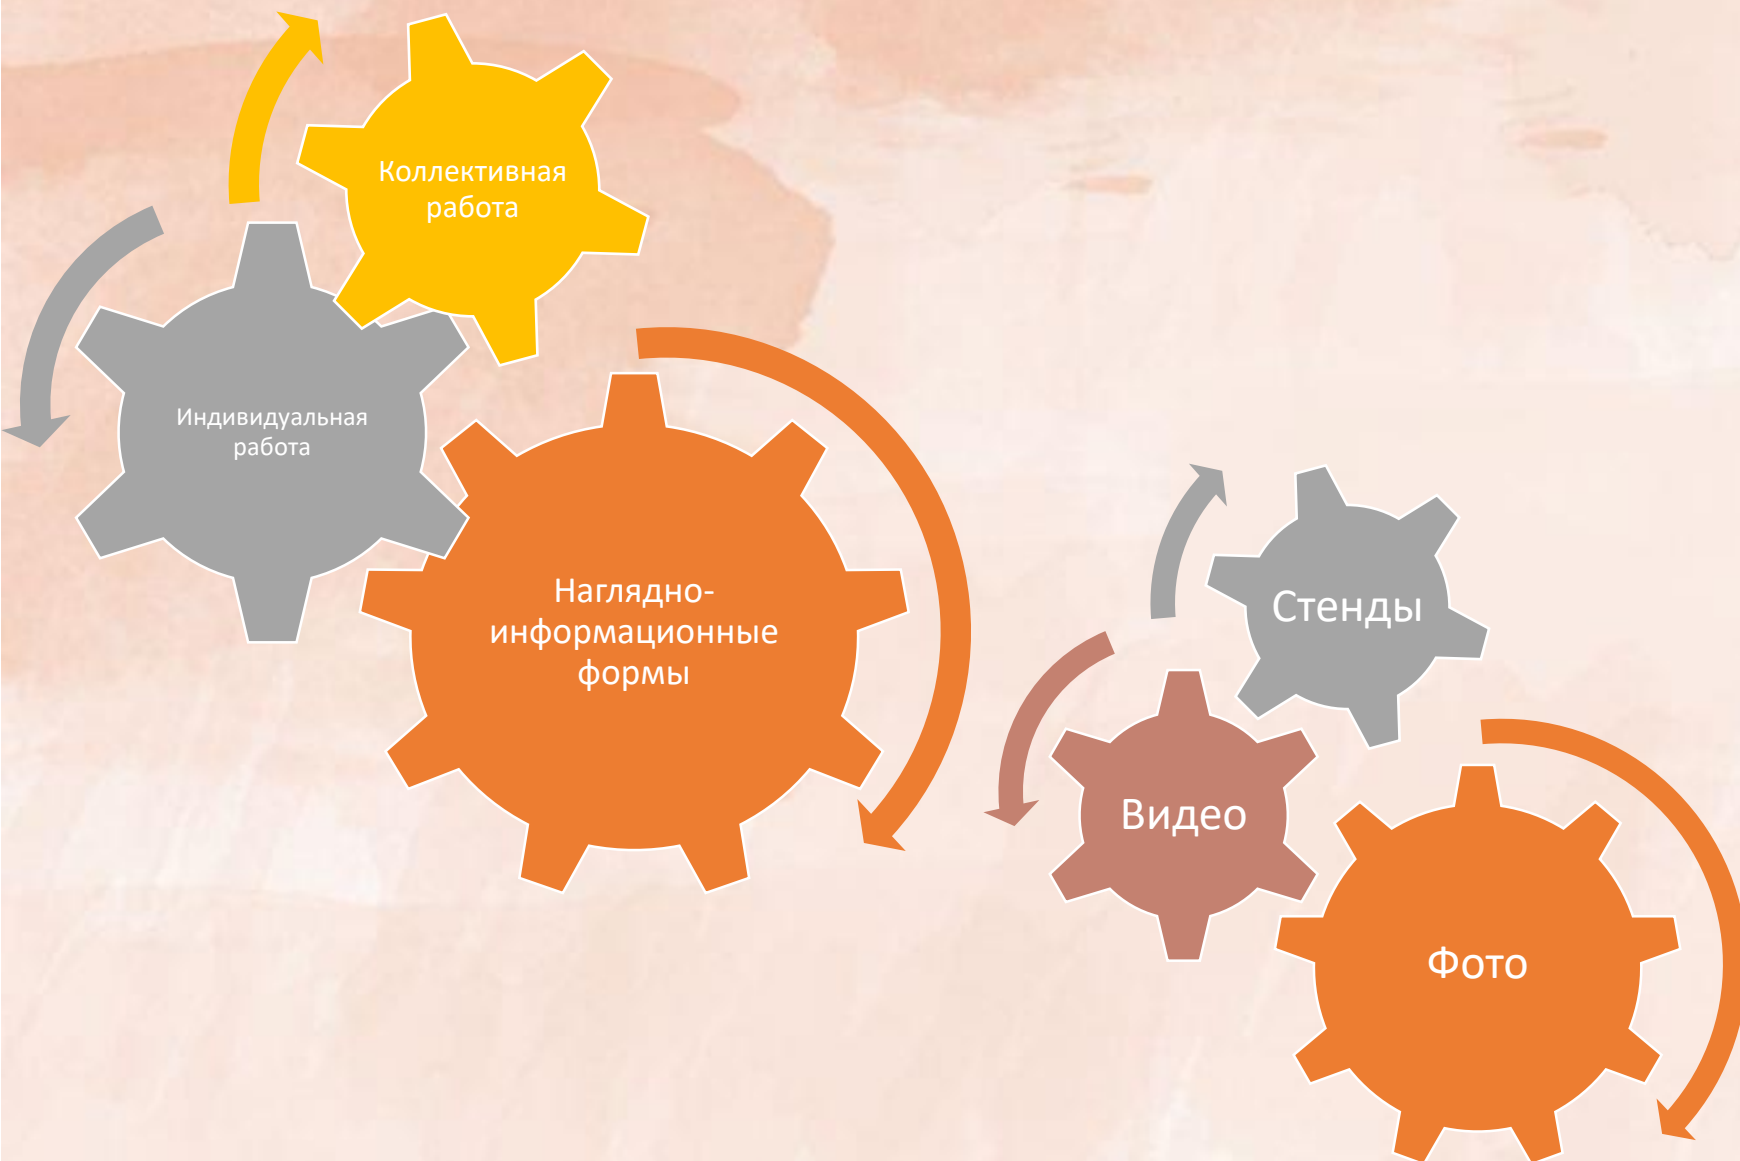 Коллективная
работа
Индивидуальная
работа
Наглядно-
информационные
формы
Стенды
Видео
Фото